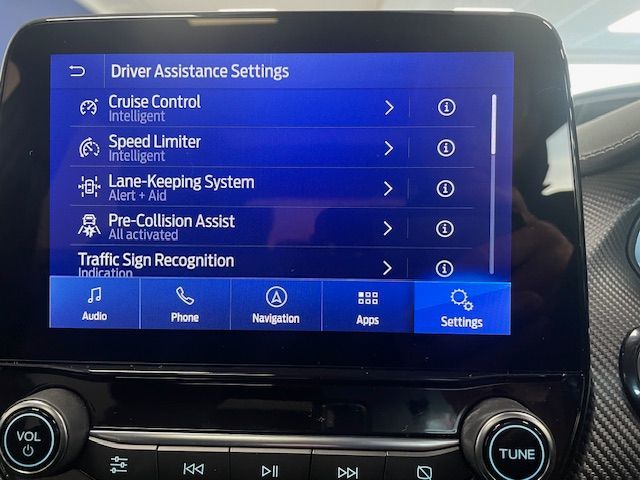 Driver Assistance Settings
Cruise Control
Intelligent
Speed Limiter
Intelligent
Lane-Keeping System
Alert + Aid
Pre-Collision Assist
All activated
Traffic Sign Recognition
Indication
Audio
Phone
Navigation
Apps
Settings
VOL
TUNE